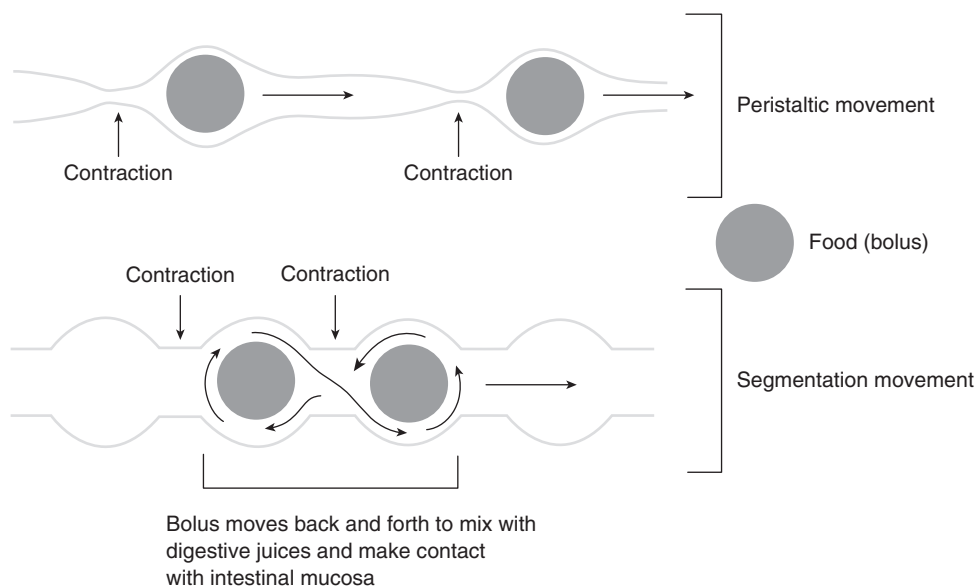 Peristaltic movement
Contraction
Contraction
Food (bolus)
Contraction
Contraction
Segmentation movement
Bolus moves back and forth to mix with
digestive juices and make contact
with intestinal mucosa